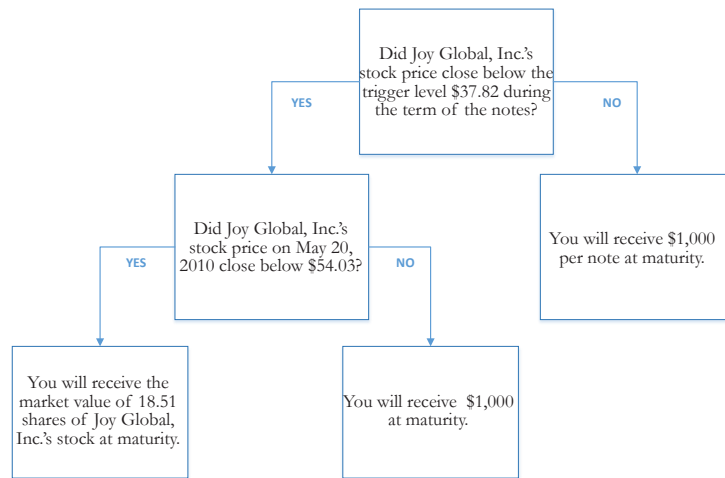 Did Joy Global, Inc.'s
stock price close below the
trigger level $37.82 during
the term of the notes?
YES
NO
Did Joy Global, Inc.'s
stock price on May 20,
2010 close below $54.03?
You will receive $1,000
per note at maturity.
YES
NO
You will receive the
market value of 18.51
shares of Joy Global,
Inc.'s stock at maturity.
You will receive $1,000
at maturity.